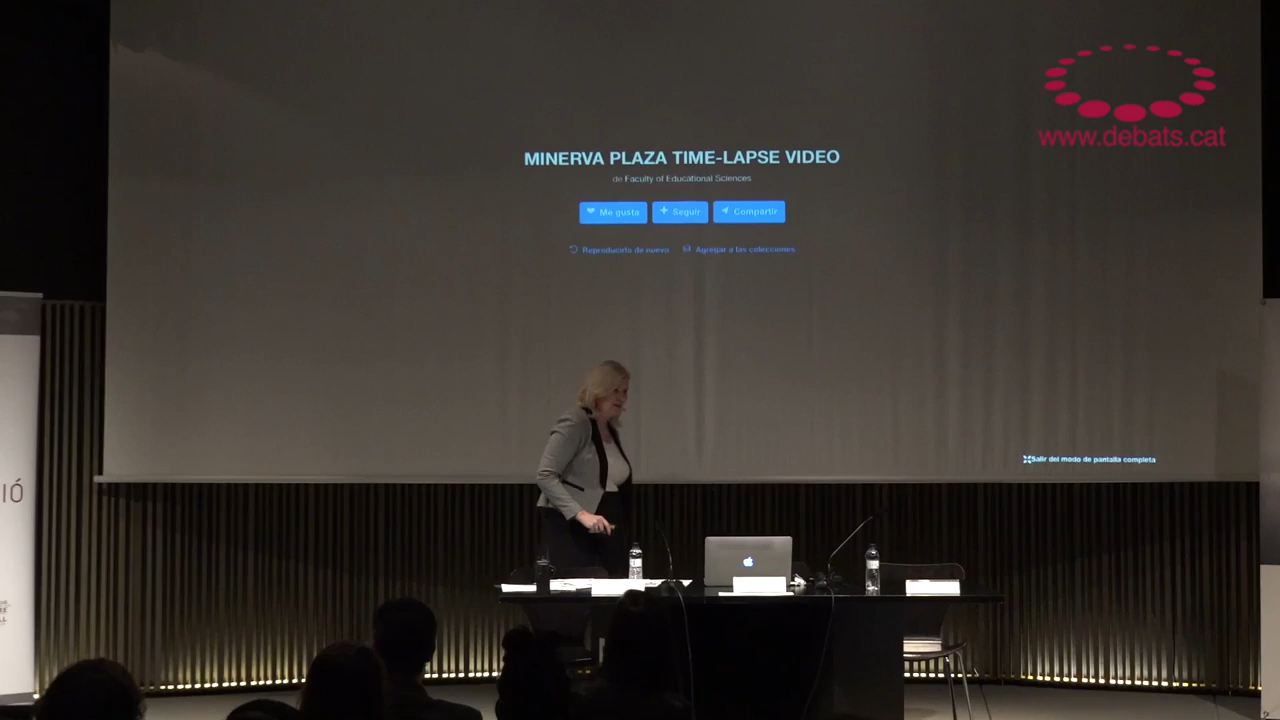 www.debats.cat
MINERVA PLAZA TIME-LAPSE VIDEO
de Faculty of Educational Sciences
Me gusta
Seguir
Compartir
Reproducirlo de nuevo
Agregar a las colecciones
Salir del modo de pantalla completa
IÓ